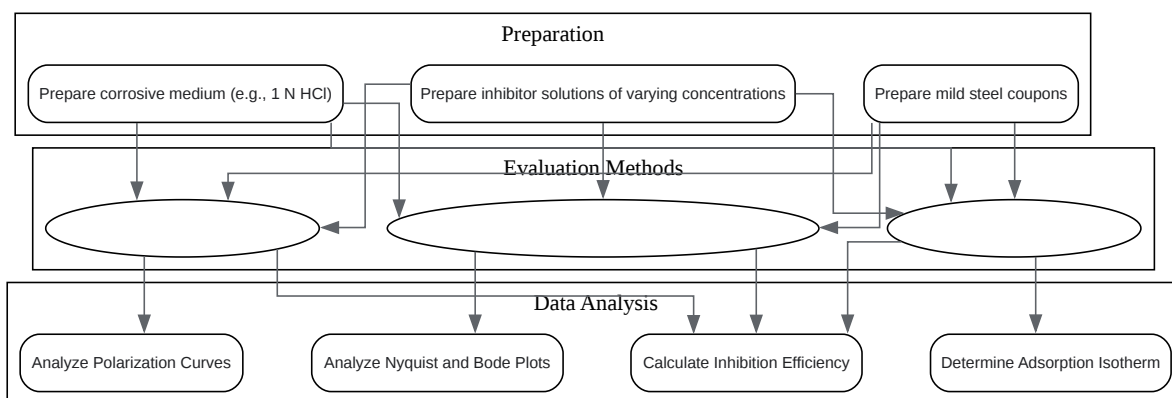 Preparation
Prepare corrosive medium (e.g., 1 N HCl)
Prepare inhibitor solutions of varying concentrations
Prepare mild steel coupons
Evaluation Methods
Data Analysis
Analyze Polarization Curves
Analyze Nyquist and Bode Plots
Calculate Inhibition Efficiency
Determine Adsorption Isotherm